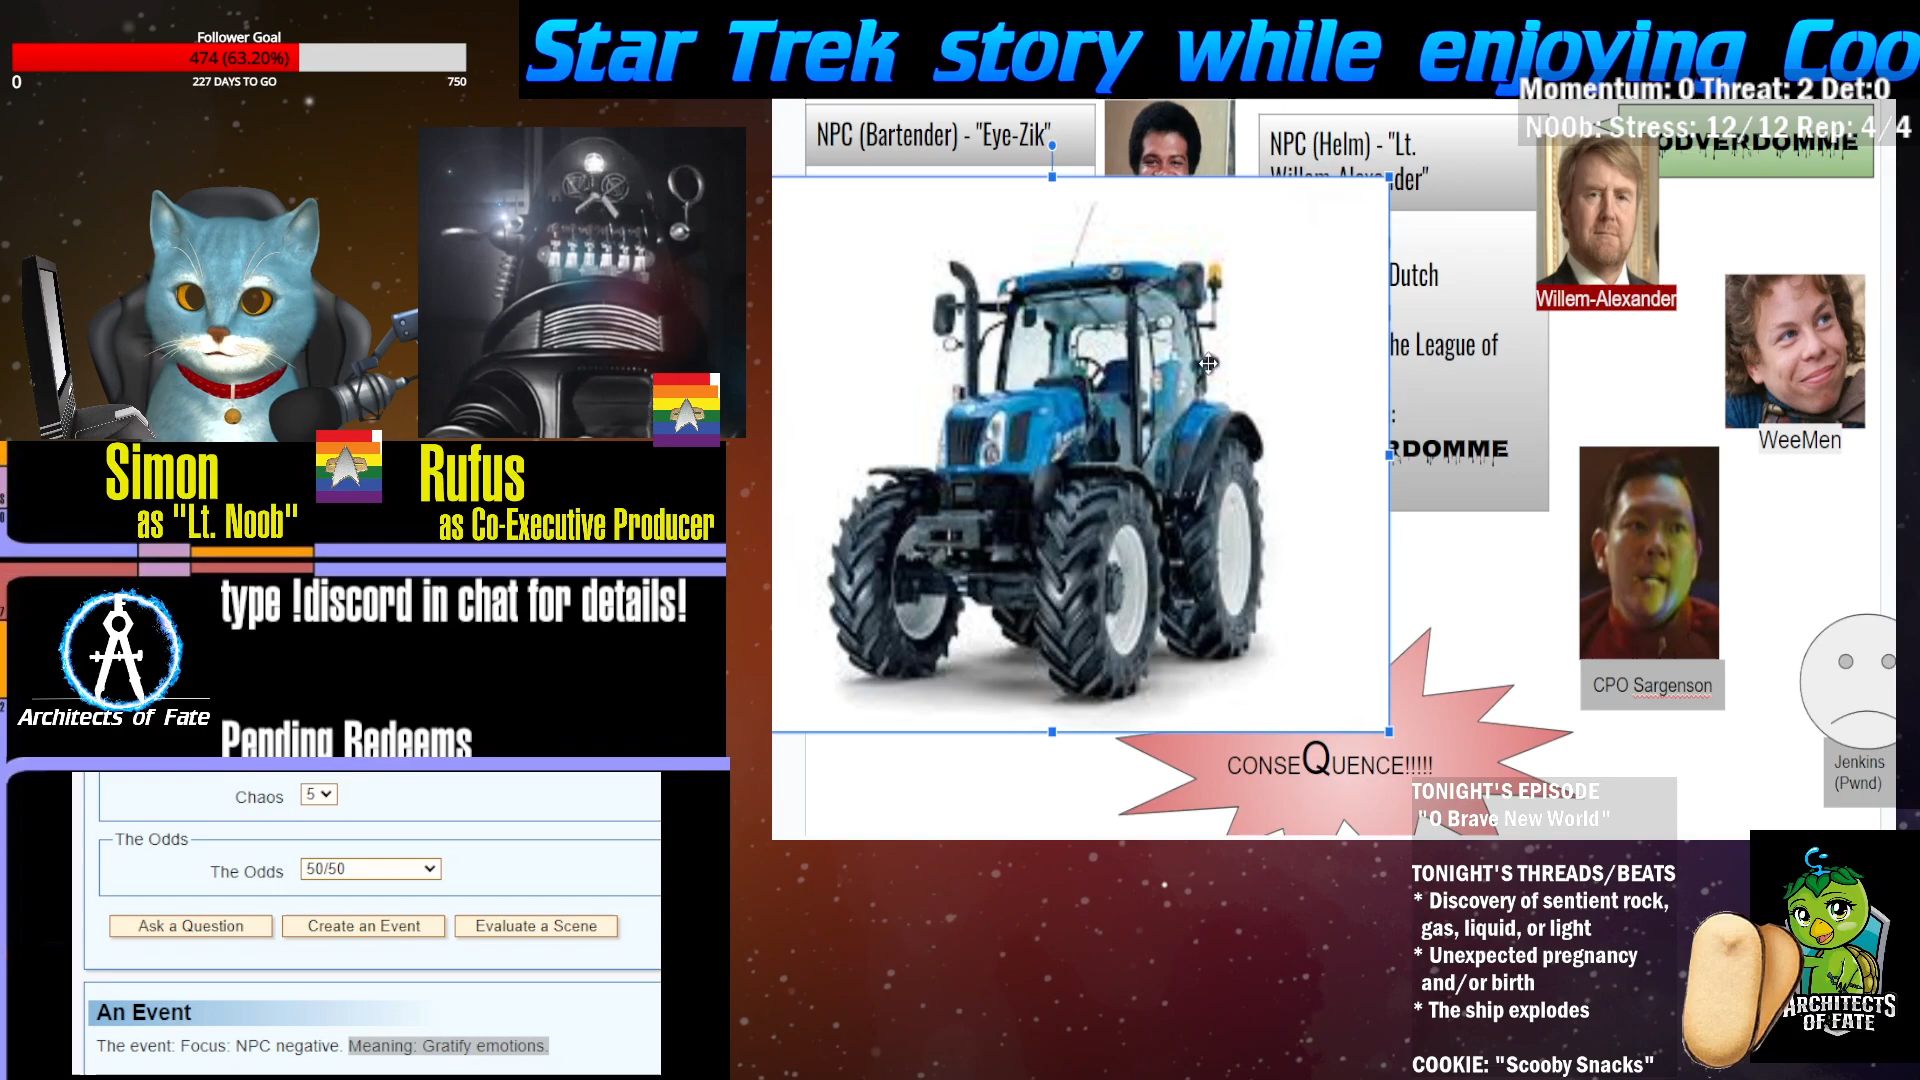 Follower Goal
474 (63.20%)
0
227 DAYS TO GO
750
Star Trek story while enjoying Coo
Momentum: 0 Threat: 2 Det:0
N00b: Stress: 12/12 Rep: 4/4
NPC (Bartender) - "Eye-Zik"
NPC (Helm) - "Lt.
Willem-Alexander"
ODVERDOMME
Dutch
he League of
:
RDOMME
Willem-Alexander
WeeMen
CPO Sargenson
Jenkins
(Pwnd)
CONSEQUENCE!!!!!
Simon
as "Lt. Noob"
Rufus
as Co-Executive Producer
type !discord in chat for details!
Architects of Fate
Pending Redeems
Chaos
5
The Odds
The Odds
50/50
Ask a Question
Create an Event
Evaluate a Scene
An Event
The event: Focus: NPC negative. Meaning: Gratify emotions.
TONIGHT'S EPISODE
"O Brave New World"
TONIGHT'S THREADS/BEATS
* Discovery of sentient rock,
gas, liquid, or light
* Unexpected pregnancy
and/or birth
* The ship explodes
COOKIE: "Scooby Snacks"
ARCHITECTS
OF FATE